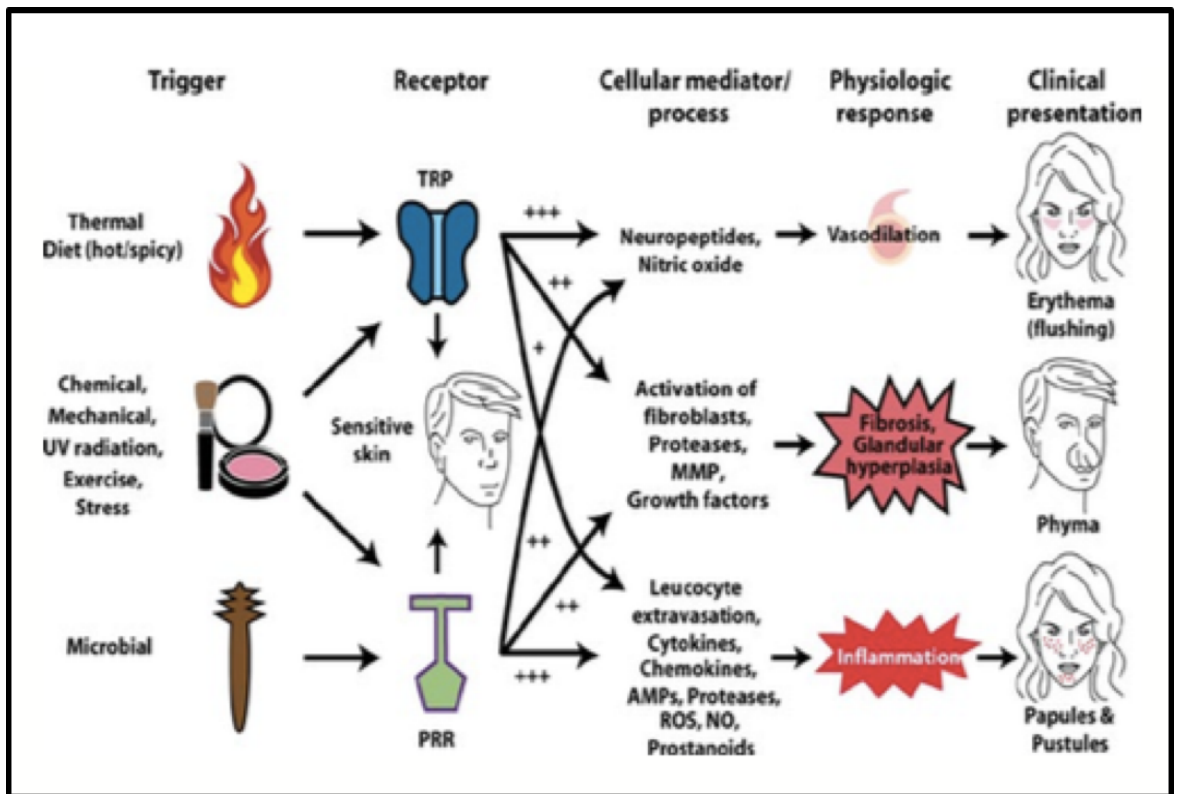 Trigger
Receptor
Cellular mediator/
process
Physiologic
response
Clinical
presentation
Thermal
Diet (hot/spicy)
TRP
+++
++
+
Neuropeptides,
Nitric oxide
Vasodilation
Erythema
(flushing)
Chemical,
Mechanical,
UV radiation,
Exercise,
Stress
Sensitive
skin
Activation of
fibroblasts,
Proteases,
MMP,
Growth factors
Fibrosis,
Glandular
hyperplasia
Phyma
Microbial
PRR
++
++
+++
Leucocyte
extravasation,
Cytokines,
Chemokines,
AMPs, Proteases,
ROS, NO,
Prostanoids
Inflammation
Papules &
Pustules